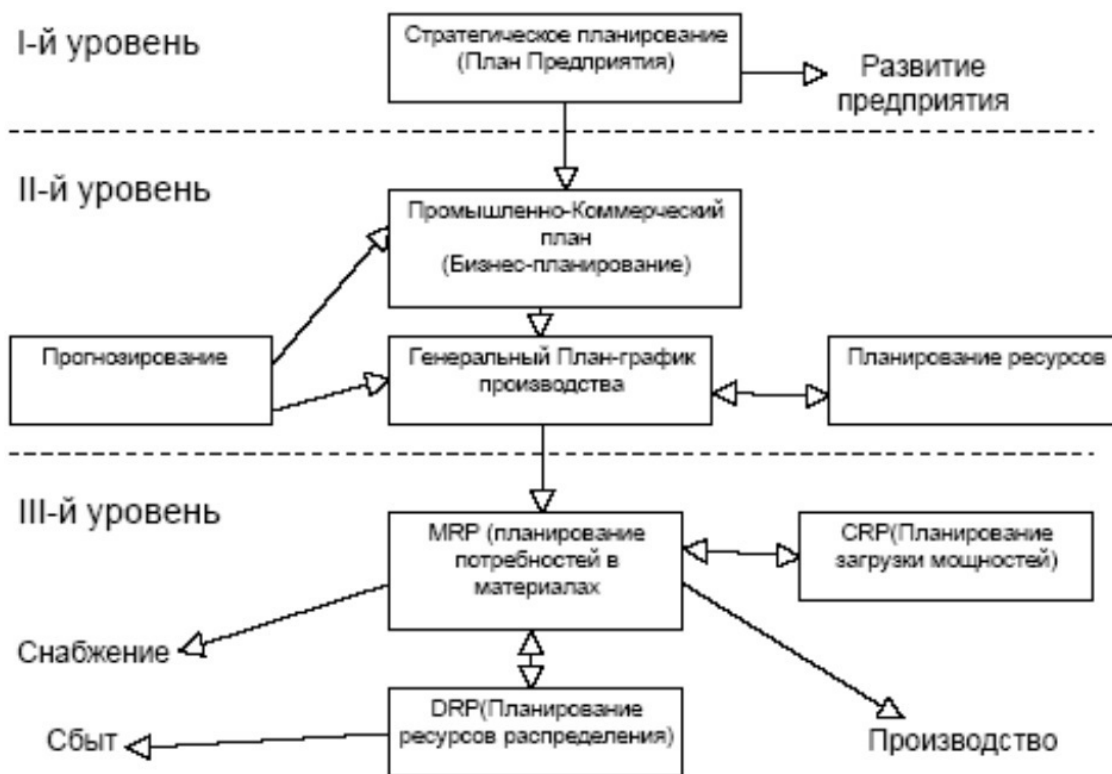 I-й уровень
Стратегическое планирование
(План Предприятия)
Развитие
предприятия
II-й уровень
Промышленно-Коммерческий
план
(Бизнес-планирование)
Прогнозирование
Генеральный План-график
производства
Планирование ресурсов
III-й уровень
MRP (планирование
потребностей в
материалах
CRP(Планирование
загрузки мощностей)
Снабжение
DRP(Планирование
ресурсов распределения)
Сбыт
Производство